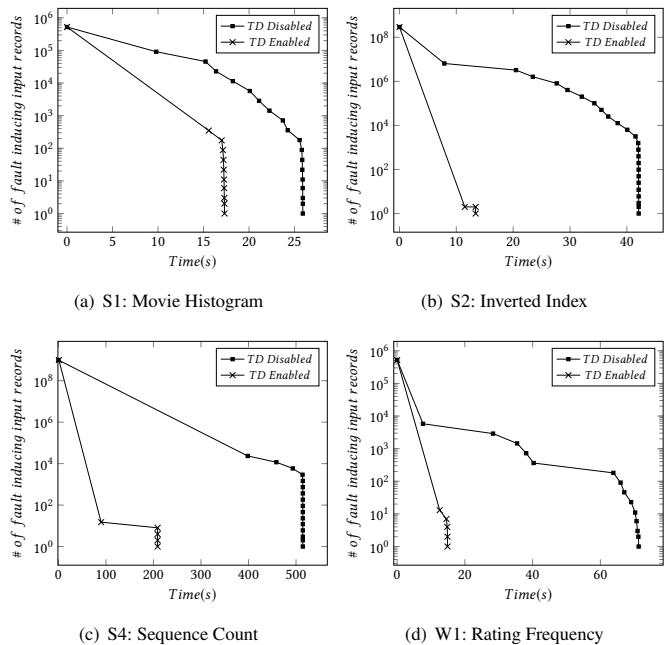 # of fault inducing input records
10^6
10^5
10^4
10^3
10^2
10^1
10^0
TD Disabled
TD Enabled
0 5 10 15 20 25
Time(s)
(a) S1: Movie Histogram
# of fault inducing input records
10^8
10^6
10^4
10^2
10^0
TD Disabled
TD Enabled
0 10 20 30 40
Time(s)
(b) S2: Inverted Index
# of fault inducing input records
10^8
10^6
10^4
10^2
10^0
TD Disabled
TD Enabled
0 100 200 300 400 500
Time(s)
(c) S4: Sequence Count
# of fault inducing input records
10^6
10^5
10^4
10^3
10^2
10^1
10^0
TD Disabled
TD Enabled
0 20 40 60
Time(s)
(d) W1: Rating Frequency